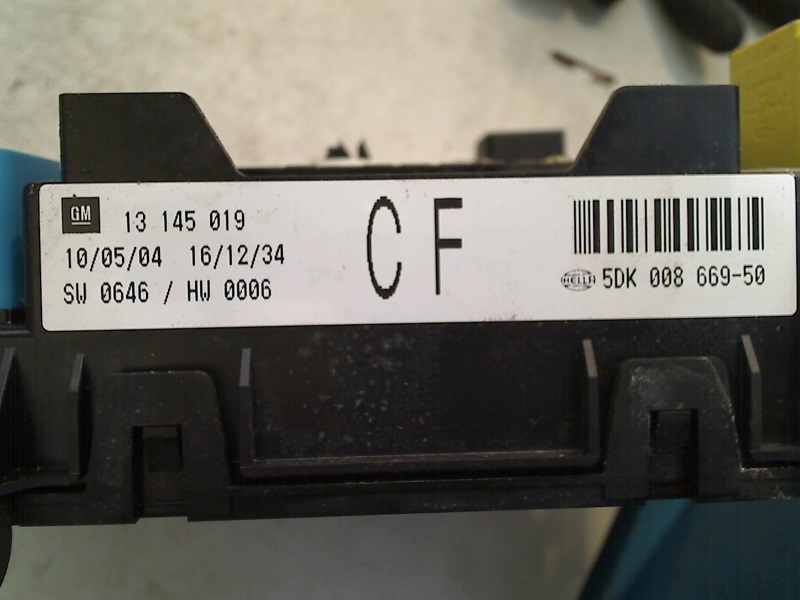 GM 13 145 019
10/05/04 16/12/34
SW 0646 / HW 0006
CF
HELLA 5DK 008 669-50